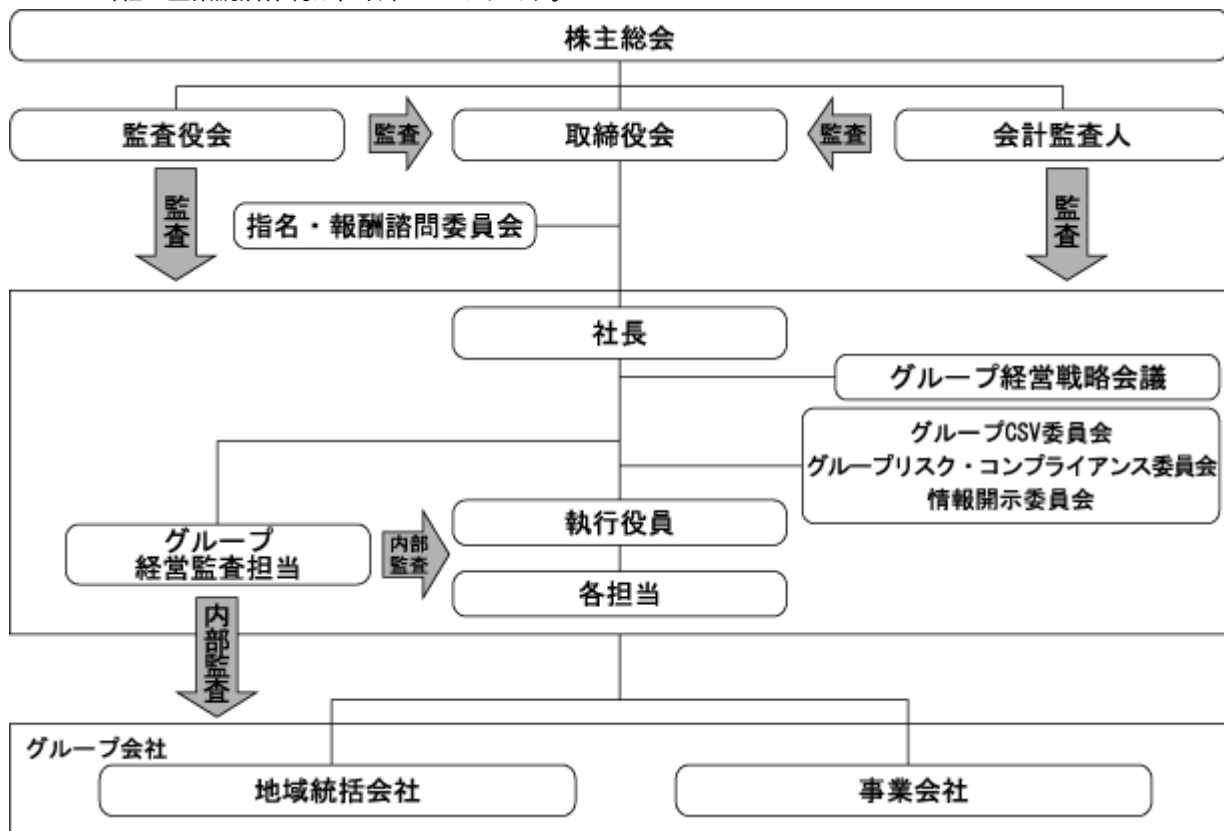 株主総会
監査役会
監査
取締役会
監査
会計監査人
監査
指名・報酬諮問委員会
監査
社長
グループ経営戦略会議
グループCSV委員会
グループリスク・コンプライアンス委員会
情報開示委員会
執行役員
グループ
経営監査担当
内部
監査
各担当
内部監査
グループ会社
地域統括会社
事業会社